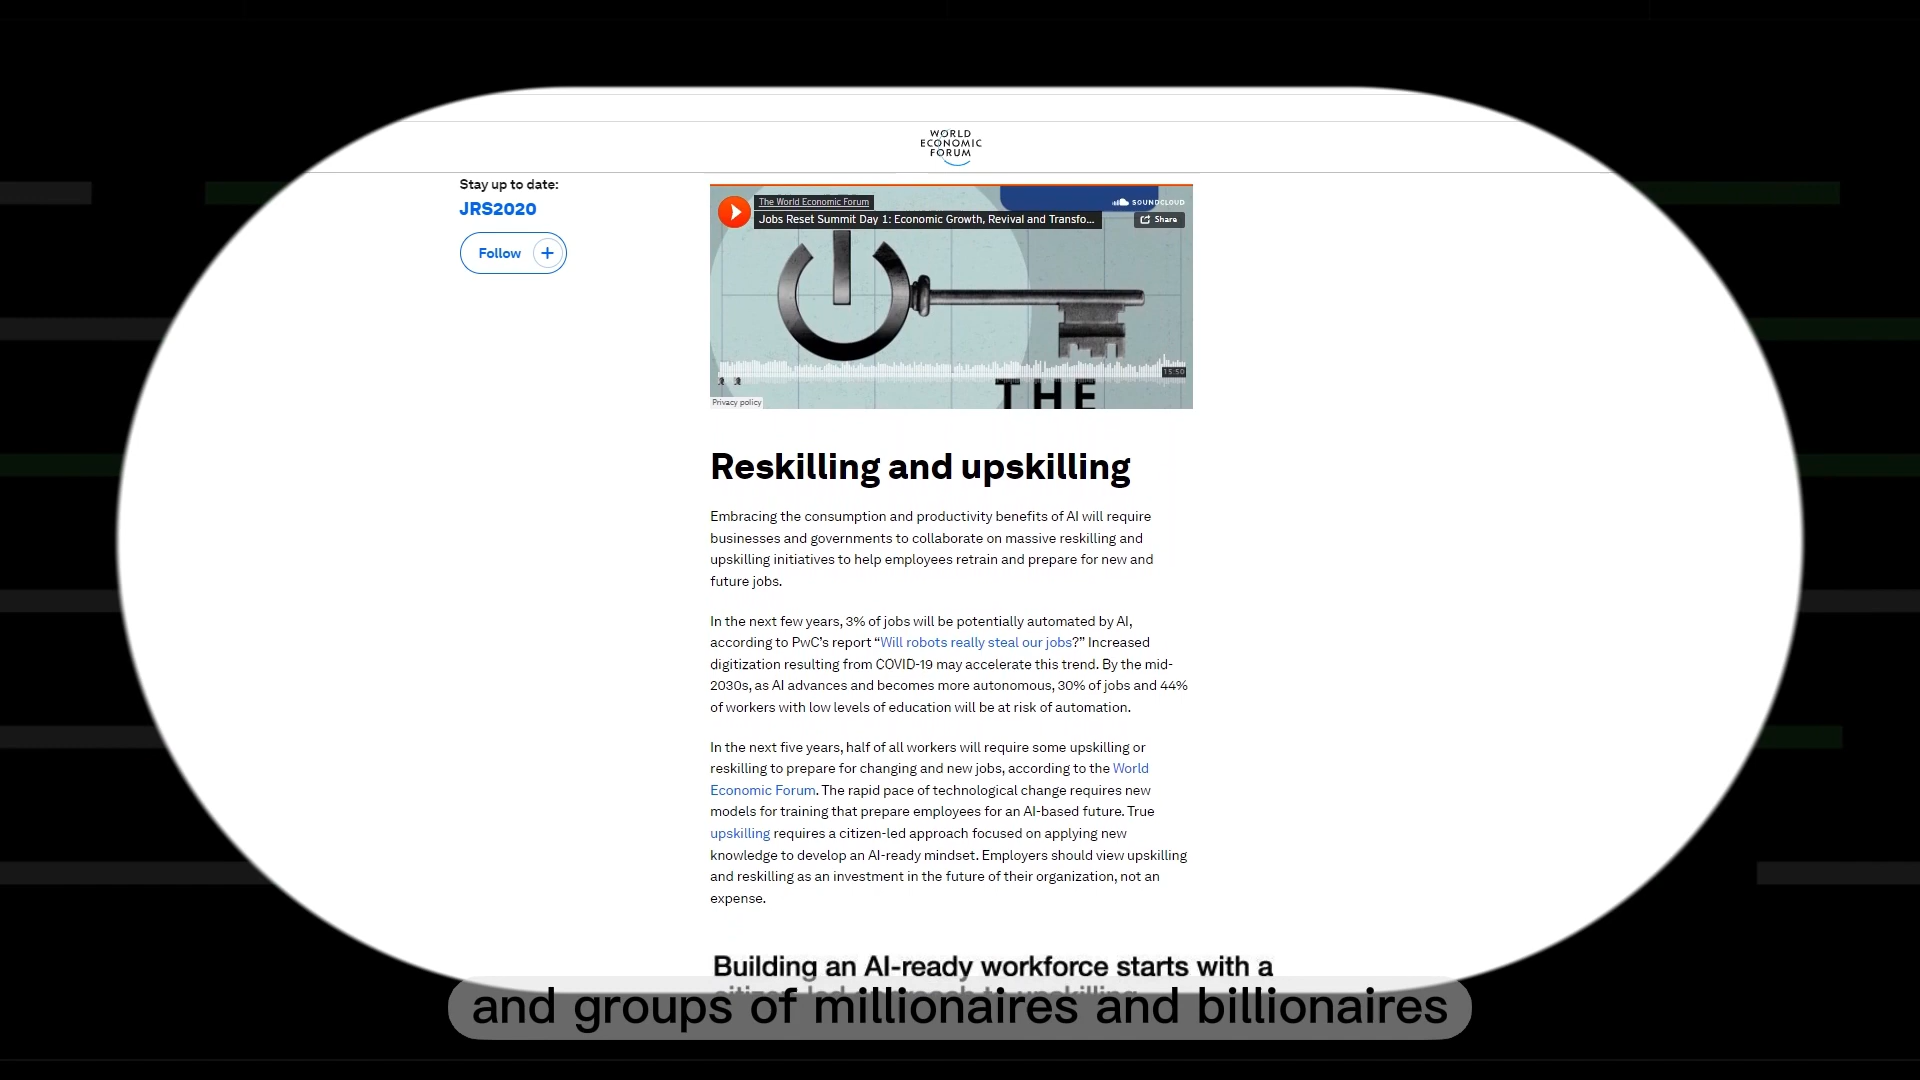 WORLD
ECONOMIC
FORUM
Stay up to date:
JRS2020
Follow
The World Economic Forum
Jobs Reset Summit Day 1: Economic Growth, Revival and Transfo...
SOUNDCLOUD
Share
15:50
THE
Privacy policy
Reskilling and upskilling
Embracing the consumption and productivity benefits of AI will require
businesses and governments to collaborate on massive reskilling and
upskilling initiatives to help employees retrain and prepare for new and
future jobs.
In the next few years, 3% of jobs will be potentially automated by AI,
according to PwC’s report “Will robots really steal our jobs?” Increased
digitization resulting from COVID-19 may accelerate this trend. By the mid-
2030s, as AI advances and becomes more autonomous, 30% of jobs and 44%
of workers with low levels of education will be at risk of automation.
In the next five years, half of all workers will require some upskilling or
reskilling to prepare for changing and new jobs, according to the World
Economic Forum. The rapid pace of technological change requires new
models for training that prepare employees for an AI-based future. True
upskilling requires a citizen-led approach focused on applying new
knowledge to develop an AI-ready mindset. Employers should view upskilling
and reskilling as an investment in the future of their organization, not an
expense.
Building an AI-ready workforce starts with a
and groups of millionaires and billionaires